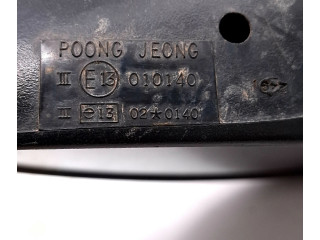 POONG JEONG
III E13 010140
II e13 02*0140